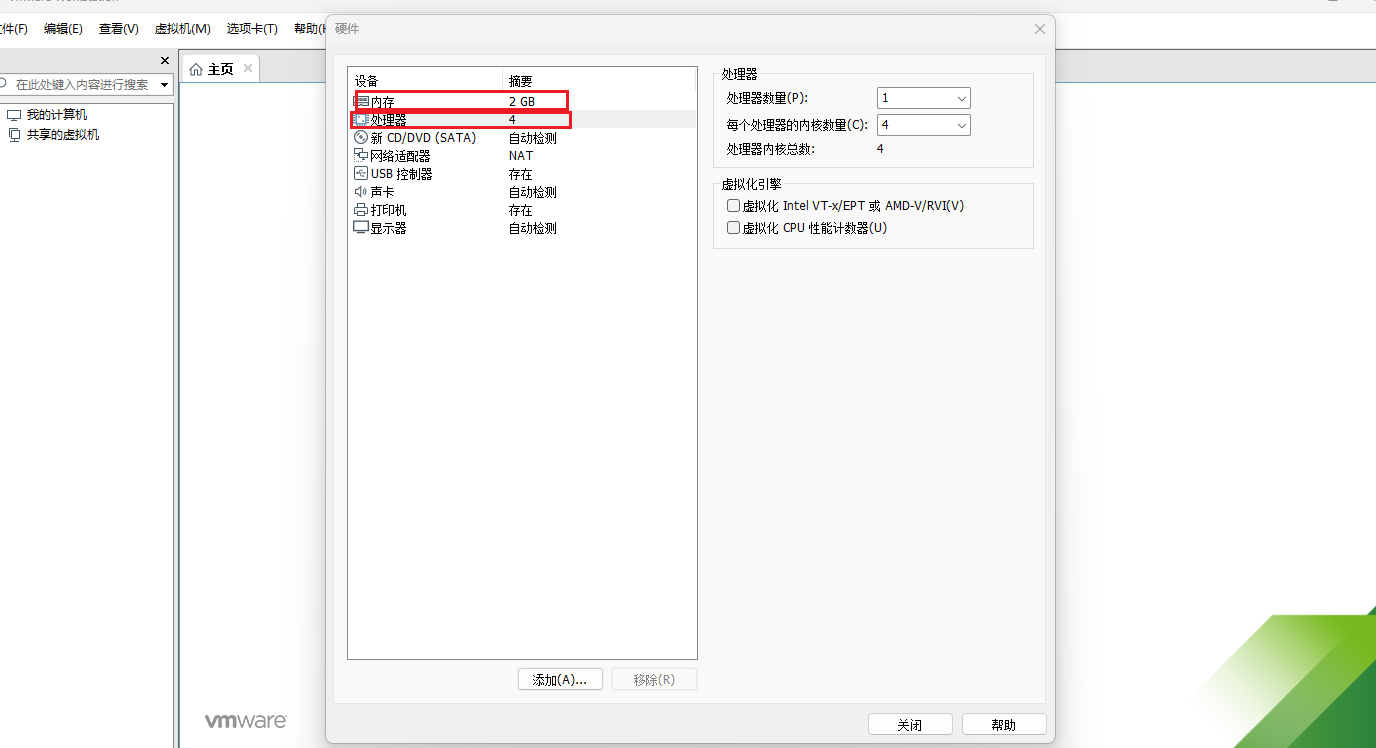 文件(F) 编辑(E) 查看(V) 虚拟机(M) 选项卡(T) 帮助(H
硬件
主页
在此处键入内容进行搜索
我的计算机
共享的虚拟机
设备 摘要
内存 2 GB
处理器 4
新 CD/DVD (SATA) 自动检测
网络适配器 NAT
USB 控制器 存在
声卡 自动检测
打印机 存在
显示器 自动检测
添加(A)... 移除(R)
处理器
处理器数量(P): 1
每个处理器的内核数量(C): 4
处理器内核总数: 4
虚拟化引擎
虚拟化 Intel VT-x/EPT 或 AMD-V/RVI(V)
虚拟化 CPU 性能计数器(U)
关闭 帮助
vmware